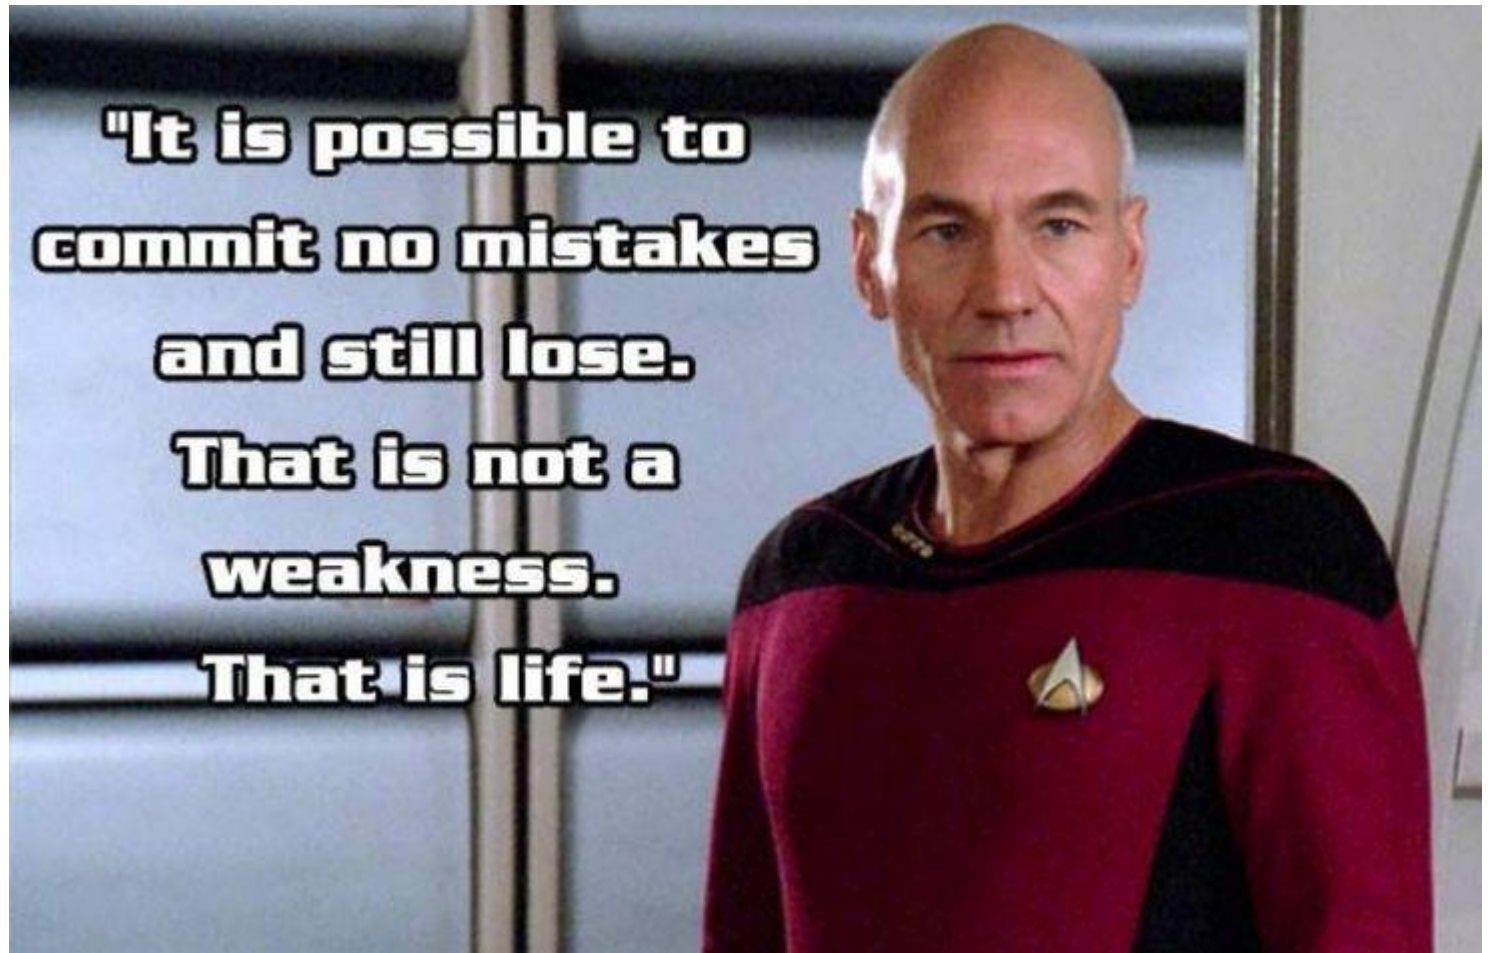 "It is possible to
commit no mistakes
and still lose.
That is not a
weakness.
That is life."